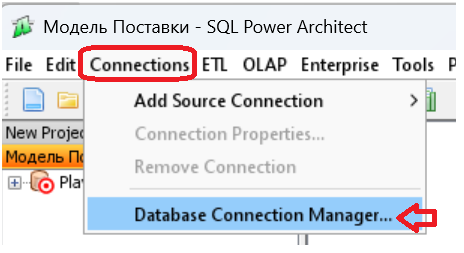 Модель Поставки - SQL Power Architect
File Edit Connections ETL OLAP Enterprise Tools
New Projec
Add Source Connection
Модель По
Connection Properties...
Pla
Remove Connection
Database Connection Manager...